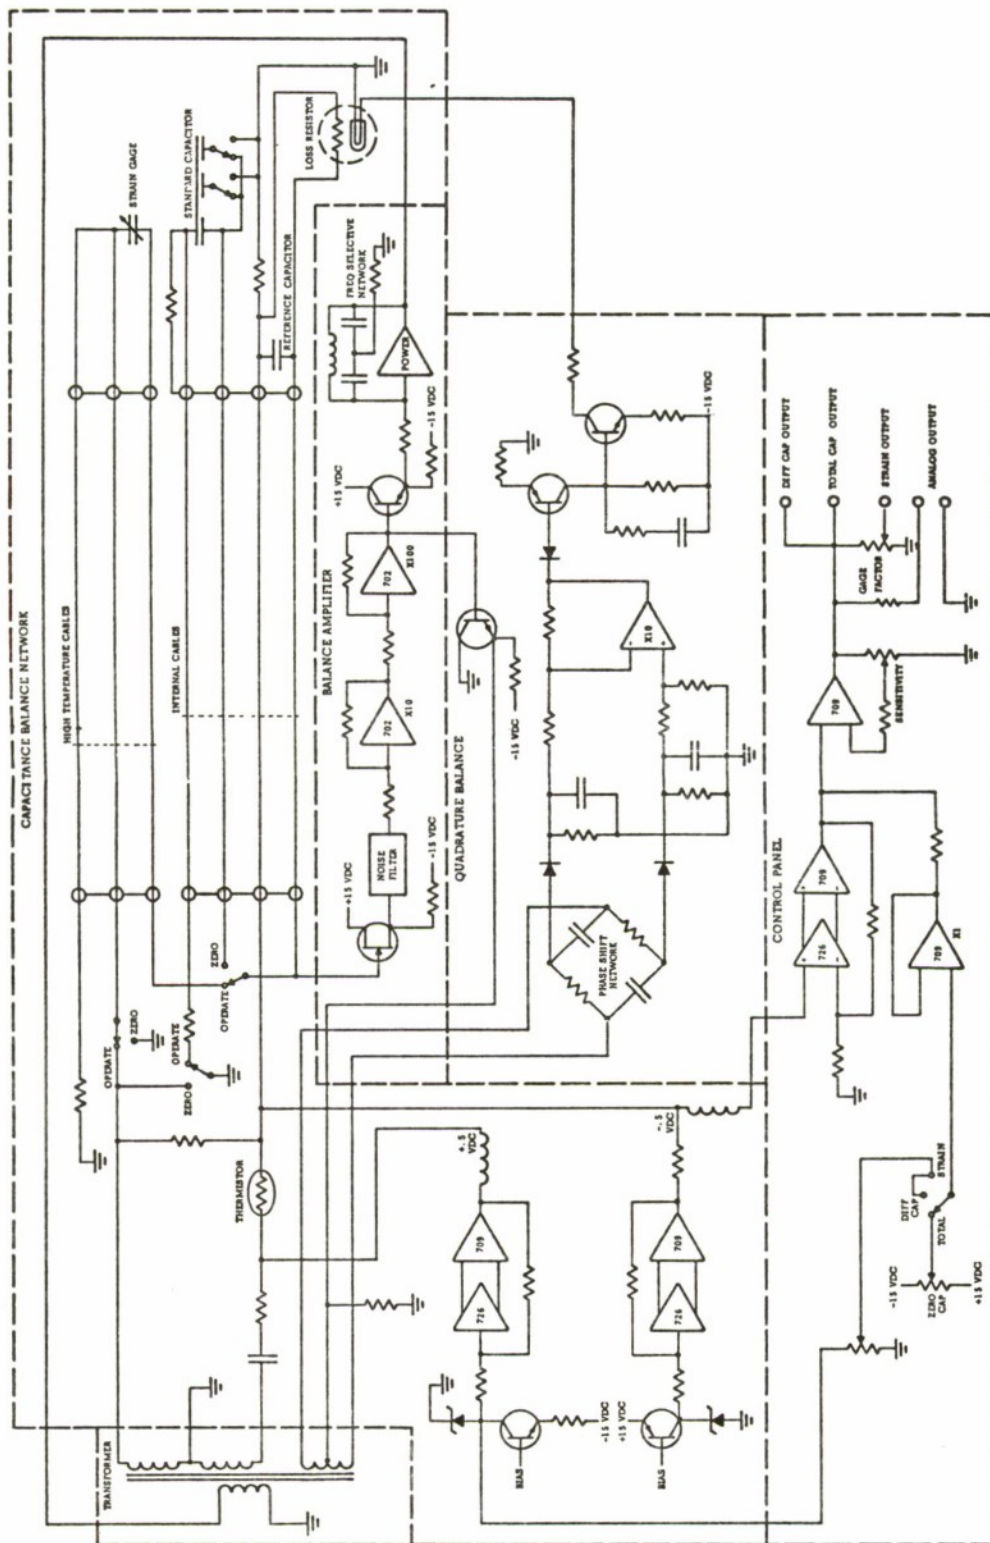 CAPACITANCE BALANCE NETWORK
HIGH TEMPERATURE CABLES
STRAIN GAGE
STANDARD CAPACITOR
INTERNAL CABLES
REFERENCE CAPACITOR
LOSS RESISTOR
OPERATE
ZERO
OPERATE
ZERO
OPERATE
ZERO
THERMISTOR
TRANSFORMER
BALANCE AMPLIFIER
FREQ SELECTIVE
NETWORK
POWER
+15 VDC
-15 VDC
702
X100
702
X10
NOISE
FILTER
+15 VDC
-15 VDC
QUADRATURE BALANCE
-15 VDC
-15 VDC
X10
PHASE SHIFT
NETWORK
+.5
VDC
-.5
VDC
709
726
709
726
-15 VDC
+15 VDC
BIAS
BIAS
CONTROL PANEL
DIFF CAP OUTPUT
TOTAL CAP OUTPUT
STRAIN OUTPUT
ANALOG OUTPUT
GAGE
FACTOR
SENSITIVITY
709
709
726
709
X1
STRAIN
DIFF
CAP
TOTAL
-15 VDC
ZERO
CAP
+15 VDC